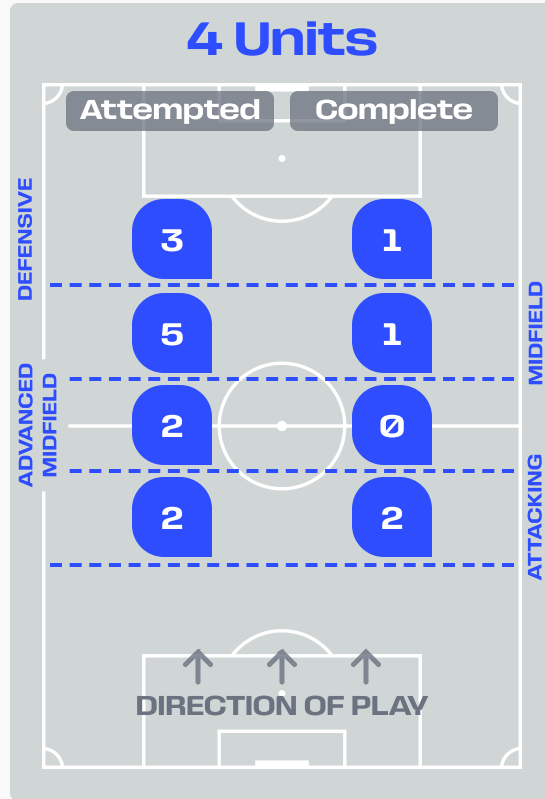 4 Units
Attempted Complete
DEFENSIVE
3 1
MIDFIELD
5 1
ADVANCED
MIDFIELD
2 0
ATTACKING
2 2
DIRECTION OF PLAY